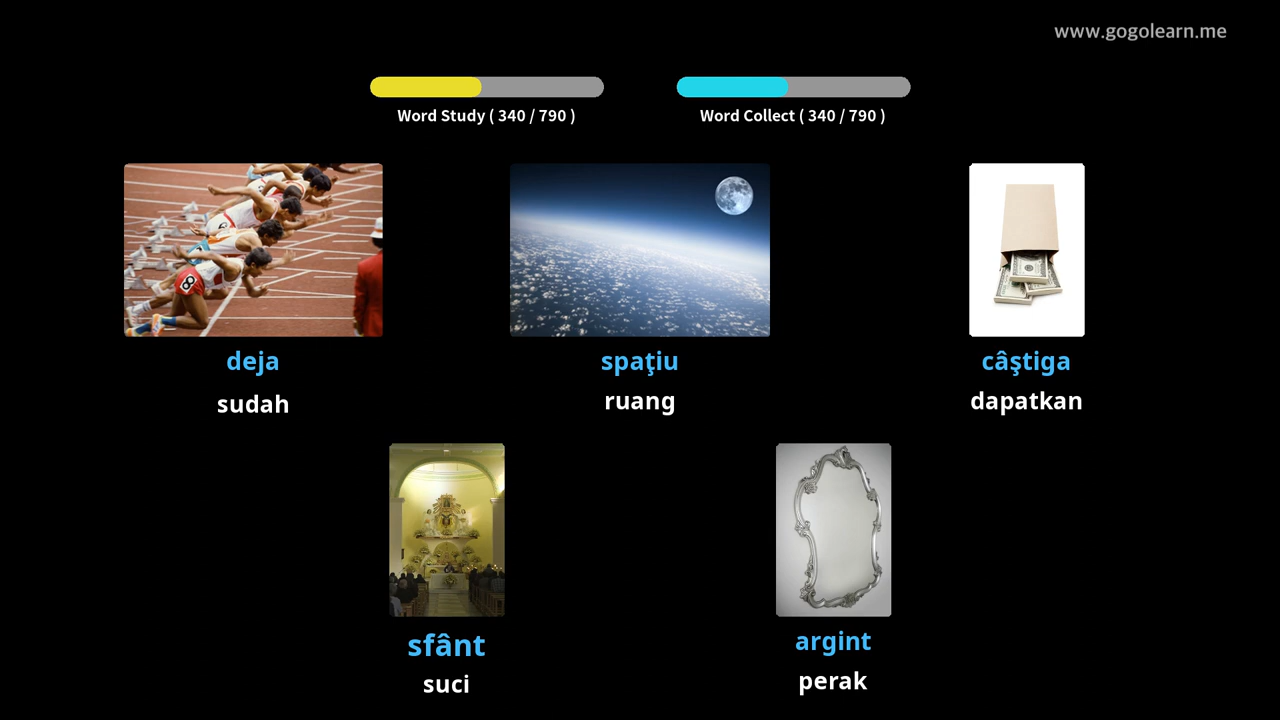 www.gogolearn.me
Word Study ( 340 / 790 )
Word Collect ( 340 / 790 )
deja
sudah
spaţiu
ruang
câştiga
dapatkan
8
sfânt
suci
argint
perak